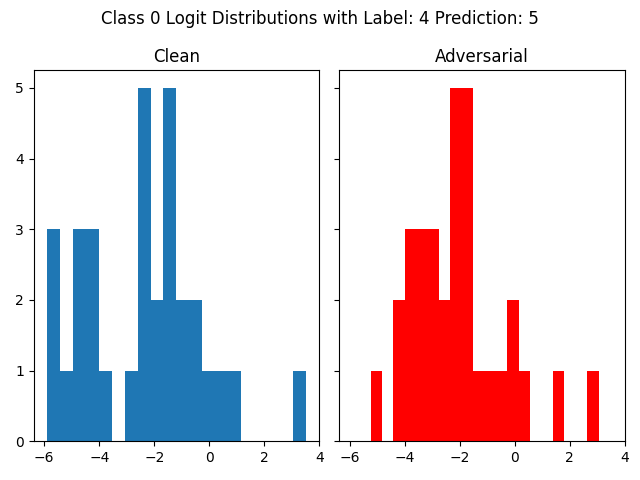 Class 0 Logit Distributions with Label: 4 Prediction: 5
Clean
Adversarial
5
4
3
2
1
0
−6 −4 −2 0 2 4
−6 −4 −2 0 2 4